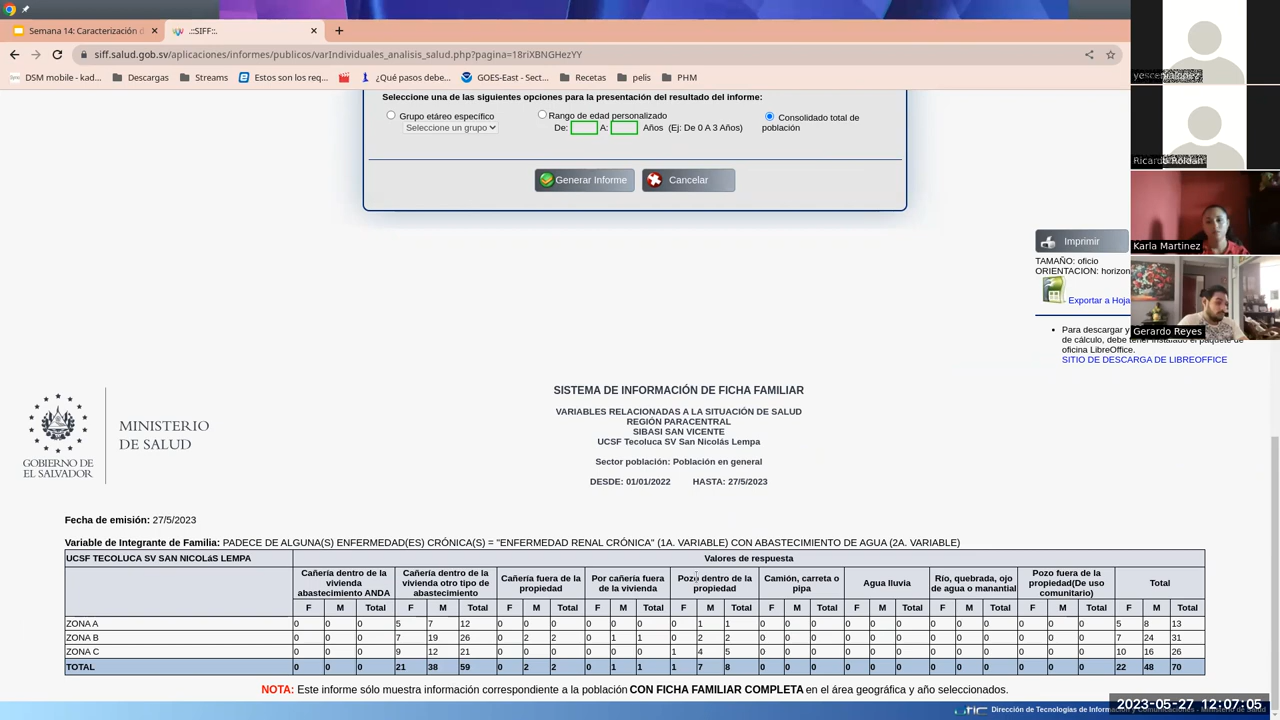 Semana 14: Caracterización d
.::SIFF::.
siff.salud.gob.sv/aplicaciones/informes/publicos/varIndividuales_analisis_salud.php?pagina=18riXBNGHezYY
DSM mobile - kad... Descargas Streams Estos son los req... ¿Qué pasos debe... GOES-East - Sect... Recetas pelis PHM
Seleccione una de las siguientes opciones para la presentación del resultado del informe:
Grupo etáreo específico
Seleccione un grupo
Rango de edad personalizado
De: A: Años (Ej: De 0 A 3 Años)
Consolidado total de
población
Generar Informe Cancelar
Imprimir
TAMAÑO: oficio
ORIENTACION: horizon
Exportar a Hoja
Para descargar y
de cálculo, debe tener instalado el paquete de
oficina LibreOffice.
SITIO DE DESCARGA DE LIBREOFFICE
Ricardo Roldan
Karla Martinez
Gerardo Reyes
GOBIERNO DE
EL SALVADOR
MINISTERIO
DE SALUD
SISTEMA DE INFORMACIÓN DE FICHA FAMILIAR
VARIABLES RELACIONADAS A LA SITUACIÓN DE SALUD
REGIÓN PARACENTRAL
SIBASI SAN VICENTE
UCSF Tecoluca SV San Nicolás Lempa
Sector población: Población en general
DESDE: 01/01/2022 HASTA: 27/5/2023
Fecha de emisión: 27/5/2023
Variable de Integrante de Familia: PADECE DE ALGUNA(S) ENFERMEDAD(ES) CRÓNICA(S) = "ENFERMEDAD RENAL CRÓNICA" (1A. VARIABLE) CON ABASTECIMIENTO DE AGUA (2A. VARIABLE)
UCSF TECOLUCA SV SAN NICOLáS LEMPA Valores de respuesta
Cañería dentro de la
vivienda
abastecimiento ANDA
Cañería dentro de la
vivienda otro tipo de
abastecimiento
Cañería fuera de la
propiedad
Por cañería fuera
de la vivienda
Pozo dentro de la
propiedad
Camión, carreta o
pipa
Agua lluvia
Río, quebrada, ojo
de agua o manantial
Pozo fuera de la
propiedad(De uso
comunitario)
Total
F M Total F M Total F M Total F M Total F M Total F M Total F M Total F M Total F M Total F M Total
ZONA A 0 0 0 5 7 12 0 0 0 0 0 0 0 1 1 0 0 0 0 0 0 0 0 0 0 0 0 5 8 13
ZONA B 0 0 0 7 19 26 0 2 2 0 1 1 0 2 2 0 0 0 0 0 0 0 0 0 0 0 0 7 24 31
ZONA C 0 0 0 9 12 21 0 0 0 0 0 0 1 4 5 0 0 0 0 0 0 0 0 0 0 0 0 10 16 26
TOTAL 0 0 0 21 38 59 0 2 2 0 1 1 1 7 8 0 0 0 0 0 0 0 0 0 0 0 0 22 48 70
NOTA: Este informe sólo muestra información correspondiente a la población CON FICHA FAMILIAR COMPLETA en el área geográfica y año seleccionados.
Dirección de Tecnologías de Información y Comunicaciones - Ministerio de Salud
2023-05-27 12:07:05